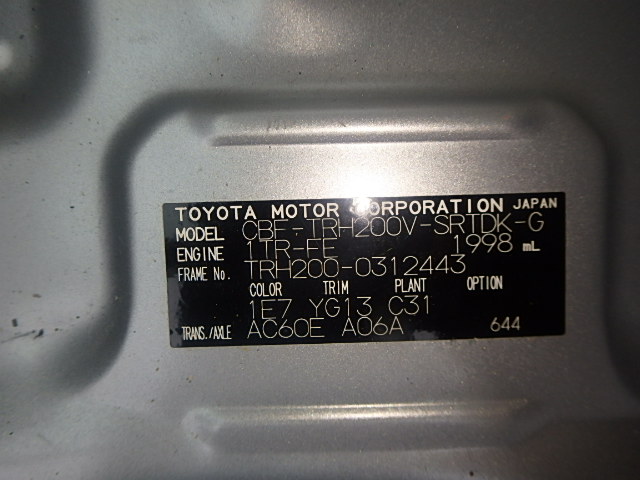 TOYOTA MOTOR CORPORATION JAPAN
MODEL CBF-TRH200V-SRTDK-G
ENGINE 1TR-FE 1998 mL
FRAME No. TRH200-0312443
COLOR TRIM PLANT OPTION
1E7 YG13 C31
TRANS./AXLE AC60E A06A 644